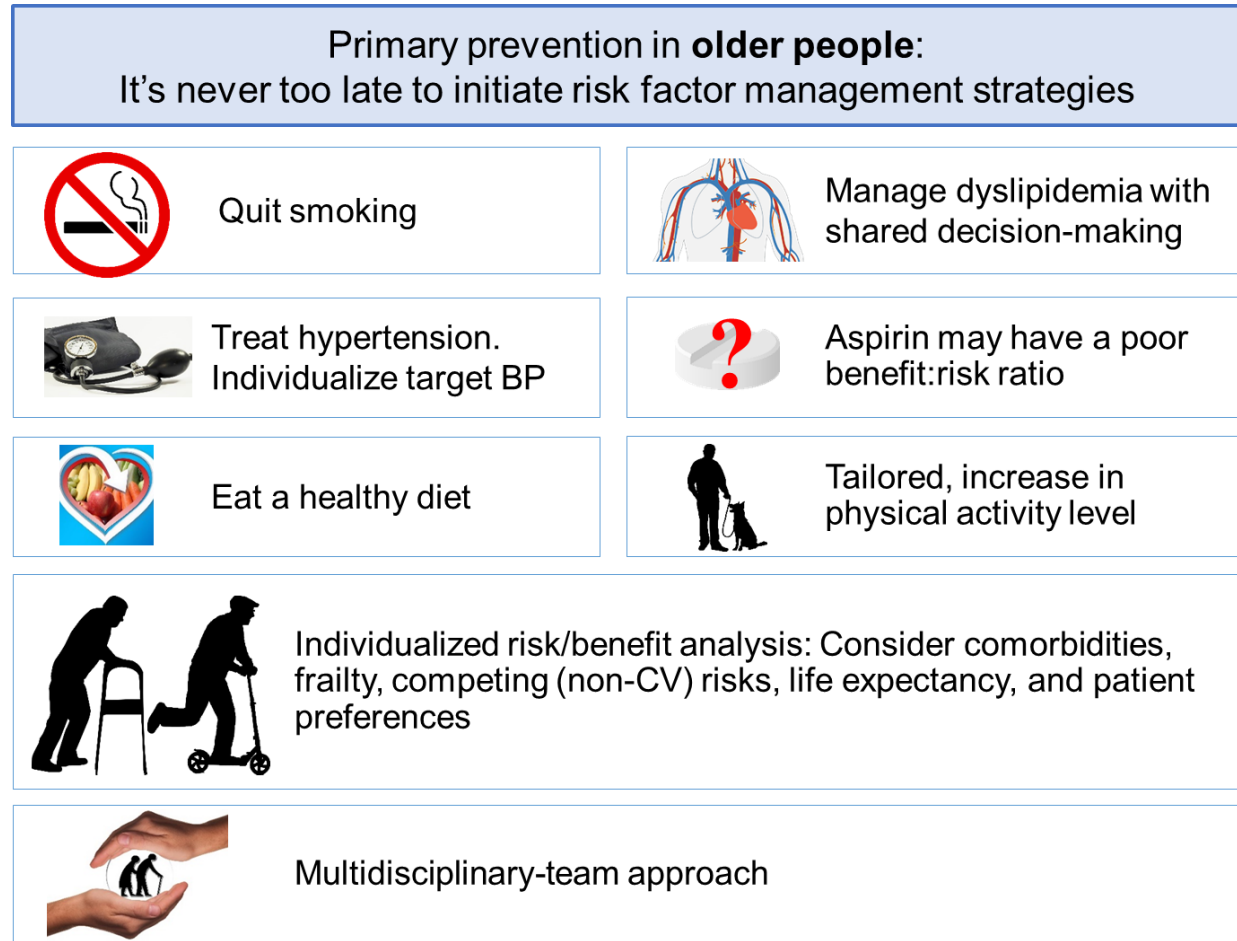 Primary prevention in older people:
It’s never too late to initiate risk factor management strategies
Quit smoking
Manage dyslipidemia with
shared decision-making
Treat hypertension.
Individualize target BP
Aspirin may have a poor
benefit:risk ratio
?
Eat a healthy diet
Tailored, increase in
physical activity level
Individualized risk/benefit analysis: Consider comorbidities,
frailty, competing (non-CV) risks, life expectancy, and patient
preferences
Multidisciplinary-team approach